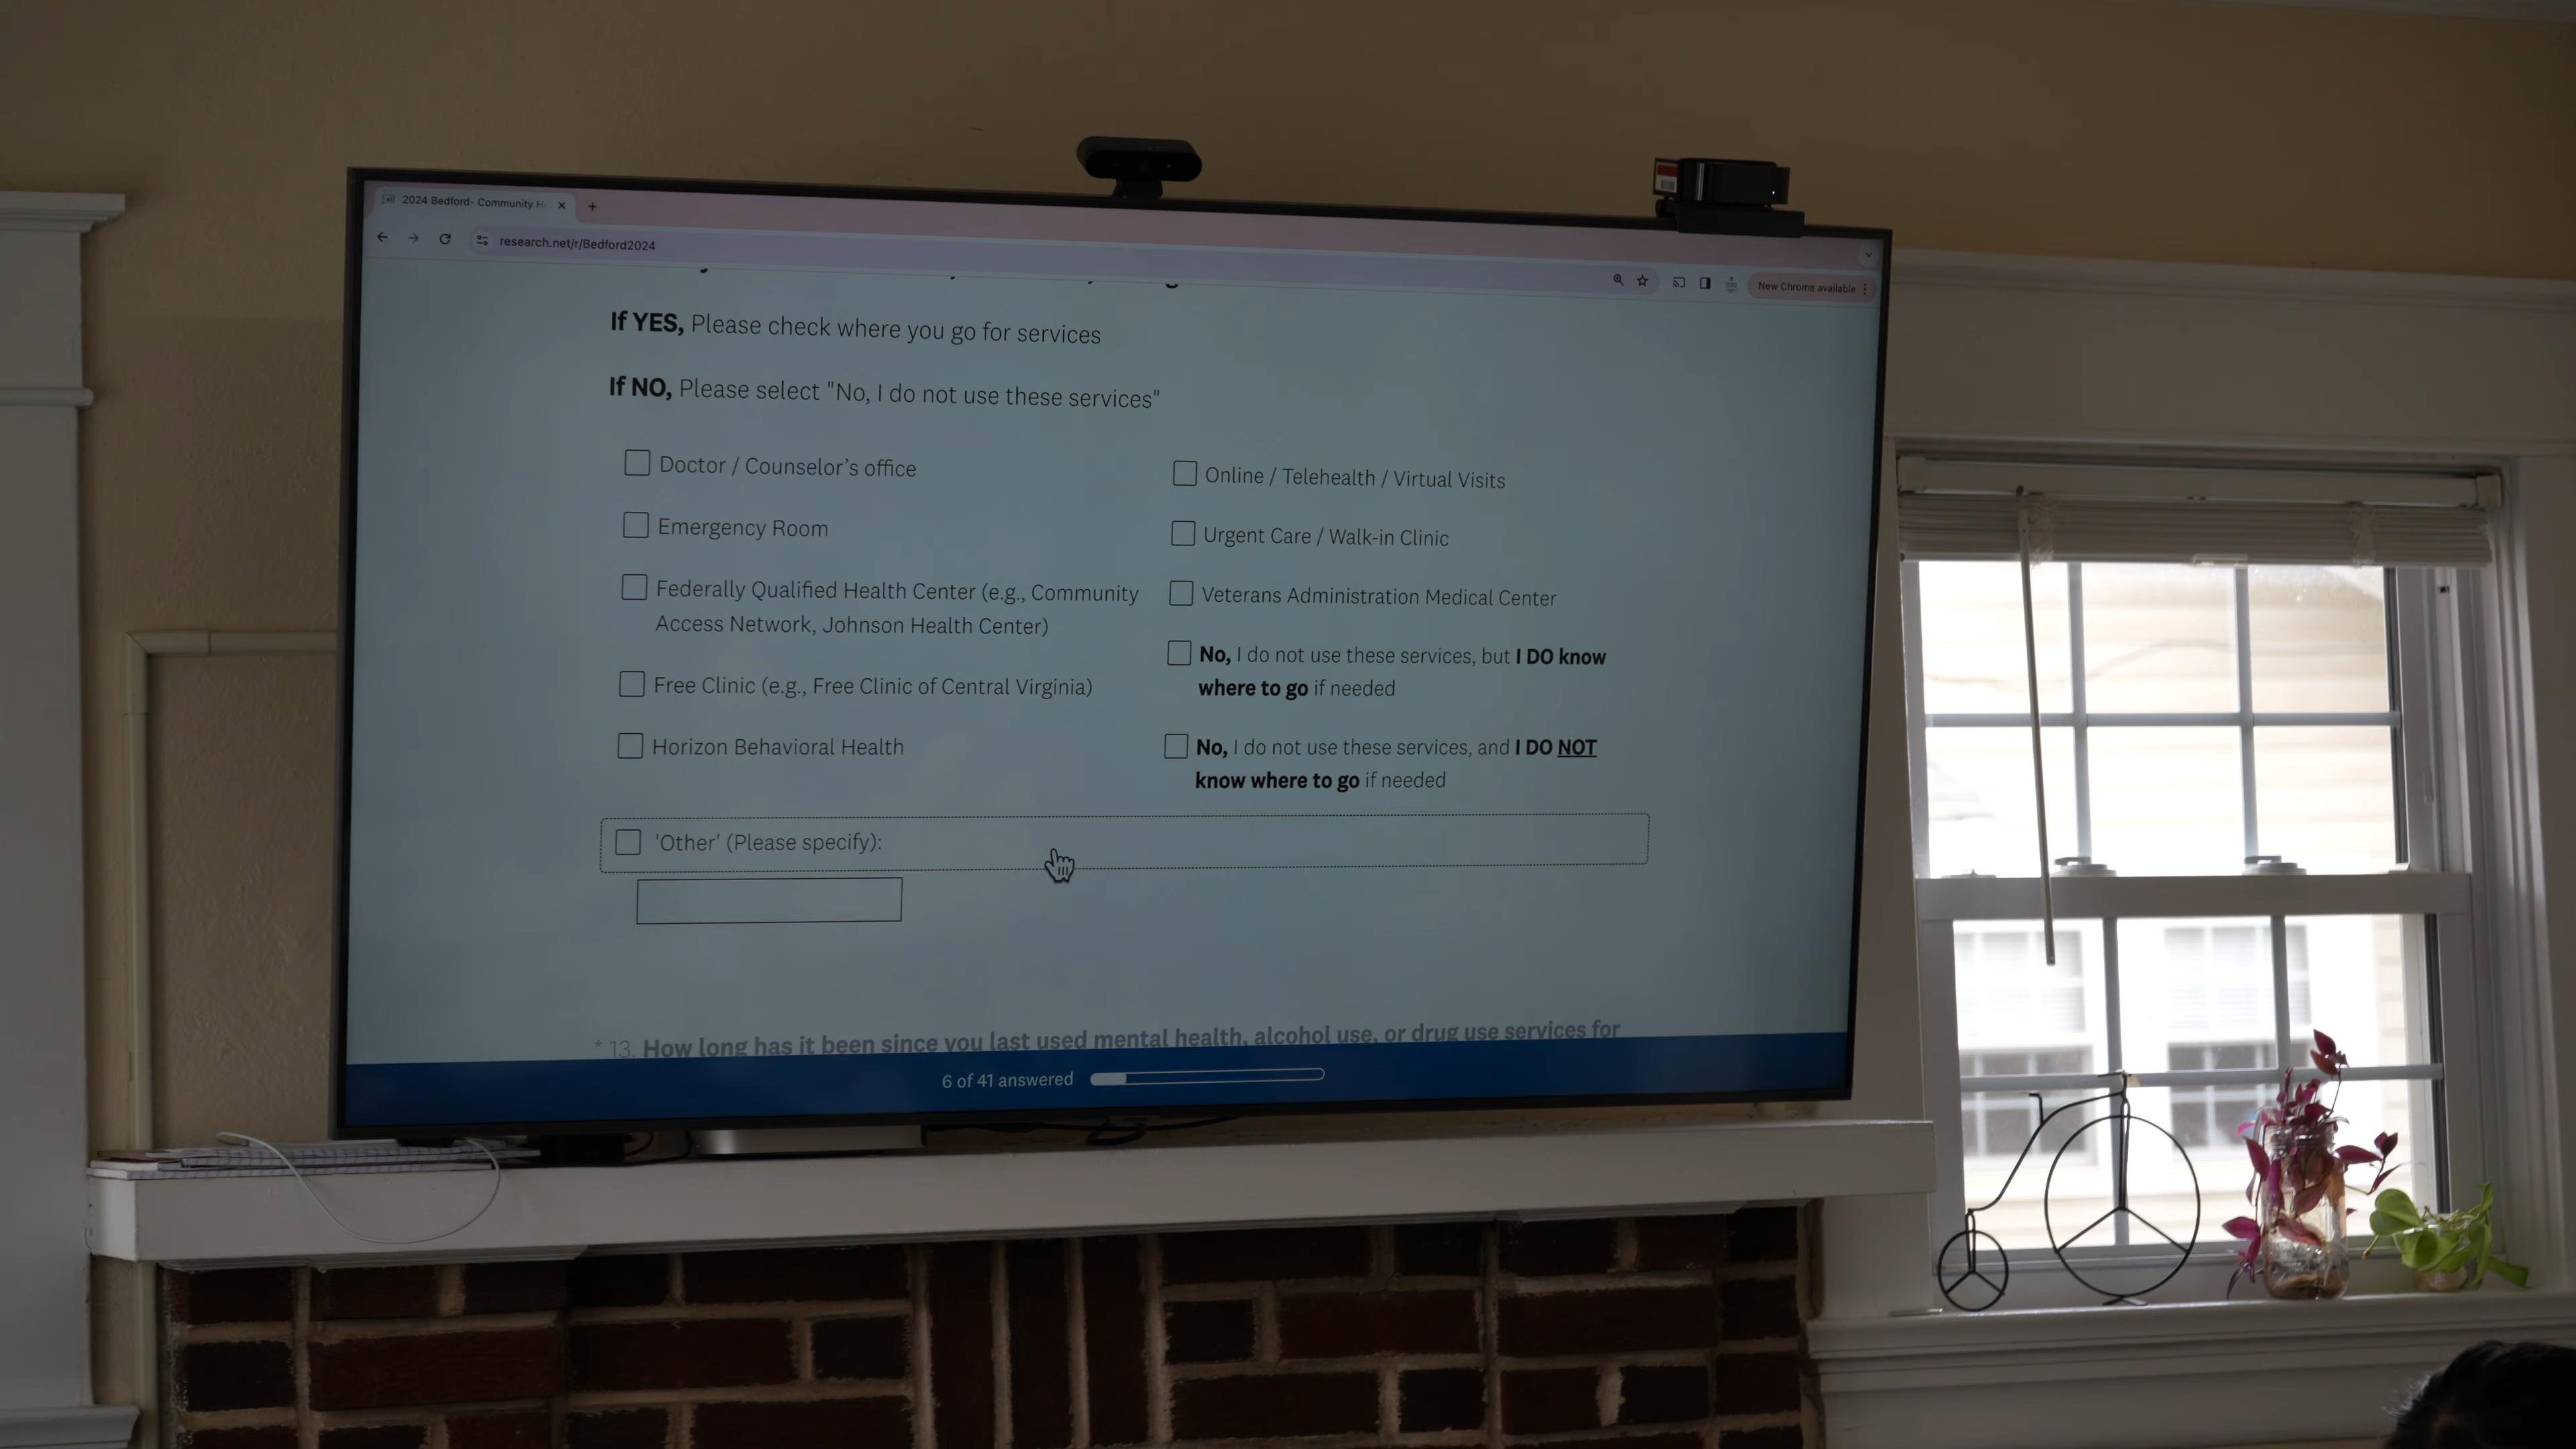 2024 Bedford- Community H
research.net/r/Bedford2024
New Chrome available
If YES, Please check where you go for services
If NO, Please select "No, I do not use these services"
Doctor / Counselor’s office
Emergency Room
Federally Qualified Health Center (e.g., Community
Access Network, Johnson Health Center)
Free Clinic (e.g., Free Clinic of Central Virginia)
Horizon Behavioral Health
Online / Telehealth / Virtual Visits
Urgent Care / Walk-in Clinic
Veterans Administration Medical Center
No, I do not use these services, but I DO know
where to go if needed
No, I do not use these services, and I DO NOT
know where to go if needed
'Other' (Please specify):
* 13. How long has it been since you last used mental health, alcohol use, or drug use services for
6 of 41 answered